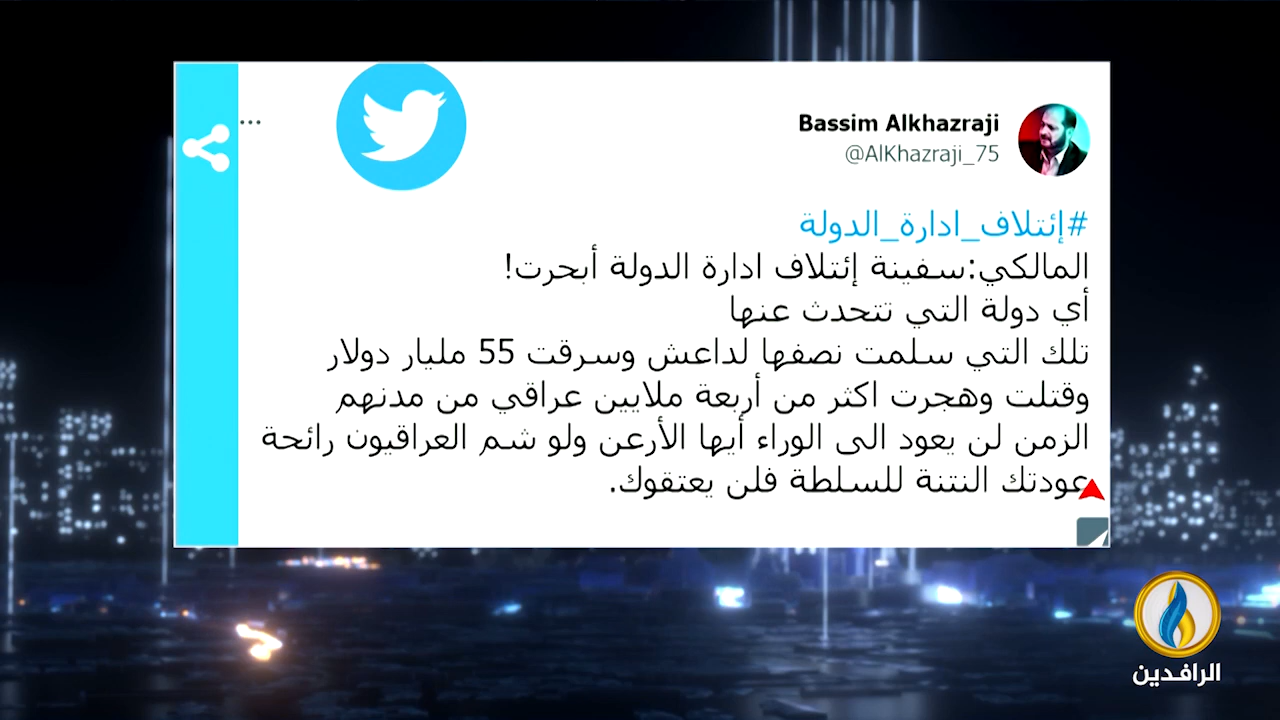 Bassim Alkhazraji
@AlKhazraji_75
#إئتلاف_ادارة_الدولة
المالكي:سفينة إئتلاف ادارة الدولة أبحرت!
أي دولة التي تتحدث عنها
تلك التي سلمت نصفها لداعش وسرقت 55 مليار دولار
وقتلت وهجرت اكثر من أربعة ملايين عراقي من مدنهم
الزمن لن يعود الى الوراء أيها الأرعن ولو شم العراقيون رائحة
عودتك النتنة للسلطة فلن يعتقوك.
الرافدين